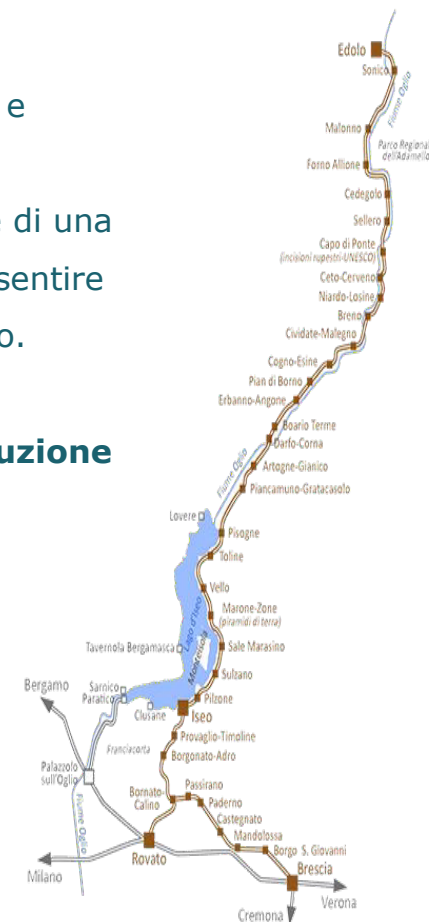 e
di una
sentire
o.
uzione
Edolo
Sonico
Fiume Oglio
Malonno
Parco Regional
dell'Adamello
Forno Allione
Cedegolo
Sellero
Capo di Ponte
(incisioni rupestri-UNESCO)
Ceto-Cerveno
Niardo-Losine
Breno
Cividate-Malegno
Cogno-Esine
Pian di Borno
Erbanno-Angone
Boario Terme
Darfo-Corna
Fiume Oglio
Artogne-Gianico
Piancamuno-Gratacasolo
Lovere
Pisogne
Toline
Vello
Lago d'Iseo
Marone-Zone
(piramidi di terra)
Montisola
Tavernola Bergamasca
Sale Marasino
Sulzano
Bergamo
Sarnico
Paratico
Pilzone
Clusane
Iseo
Provaglio-Timoline
Franciacorta
Borgonato-Adro
Palazzolo
sull'Oglio
Fiume Oglio
Bornato-
Calino
Passirano
Paderno
Castegnato
Mandolossa
Borgo S. Giovanni
Rovato
Milano
Brescia
Verona
Cremona